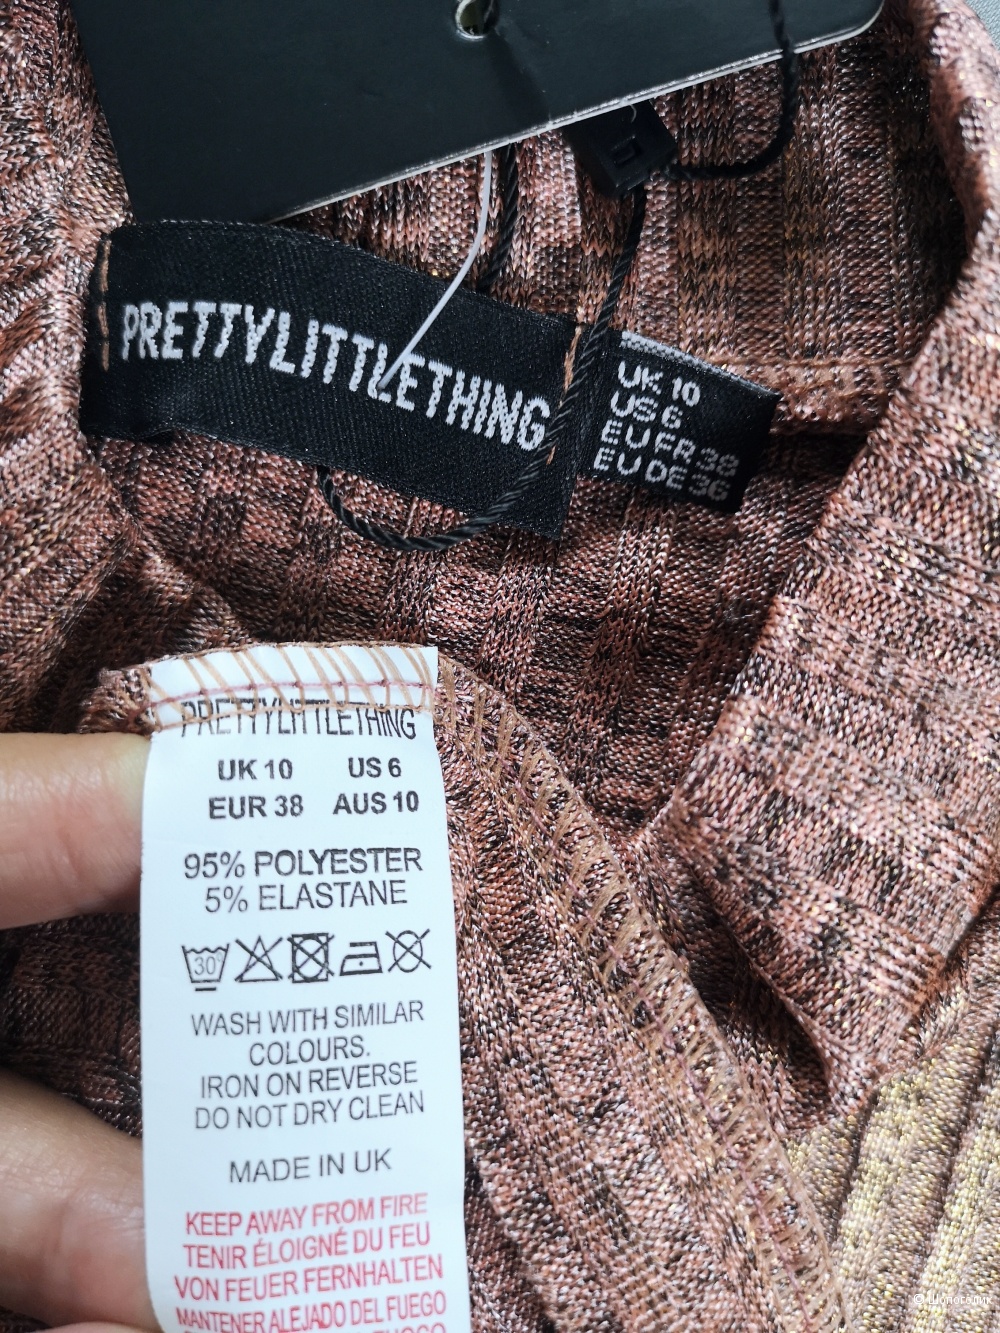 PRETTYLITTLETHING
UK 10
US 6
EU FR 38
EU DE 36
PRETTYLITTLETHING
UK 10 US 6
EUR 38 AUS 10
95% POLYESTER
5% ELASTANE
30°
WASH WITH SIMILAR
COLOURS.
IRON ON REVERSE
DO NOT DRY CLEAN
MADE IN UK
KEEP AWAY FROM FIRE
TENIR ÉLOIGNÉ DU FEU
VON FEUER FERNHALTEN
MANTENER ALEJADO DEL FUEGO
© Шопоголик